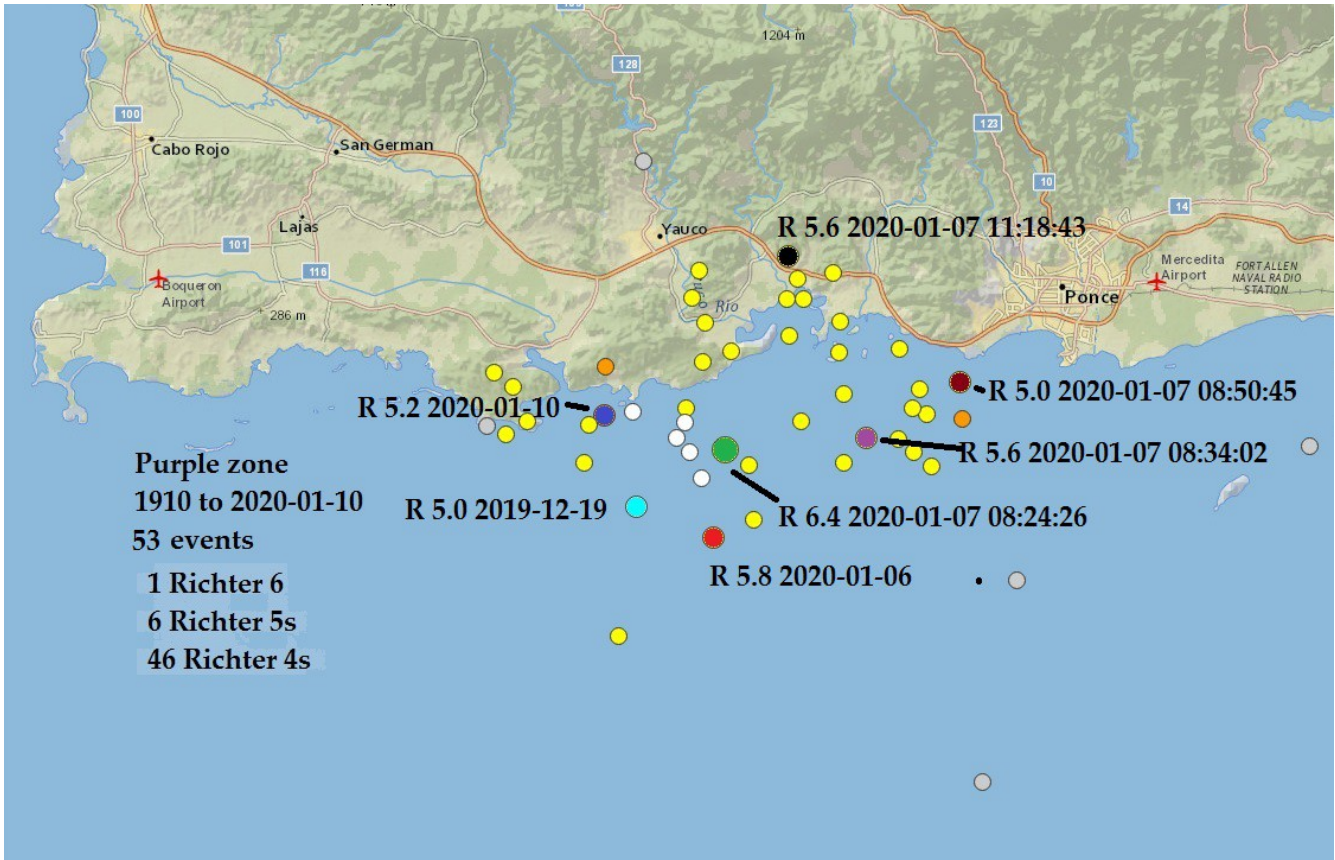 1204 m
128
100
Cabo Rojo
San German
123
10
14
Lajas
Yauco
R 5.6 2020-01-07 11:18:43
101
116
Mercedita
Airport
FORT ALLEN
NAVAL RADIO
STATION
Boqueron
Airport
Rio
Ponce
286 m
R 5.2 2020-01-10
R 5.0 2020-01-07 08:50:45
R 5.6 2020-01-07 08:34:02
Purple zone
1910 to 2020-01-10
53 events
1 Richter 6
6 Richter 5s
46 Richter 4s
R 5.0 2019-12-19
R 6.4 2020-01-07 08:24:26
R 5.8 2020-01-06